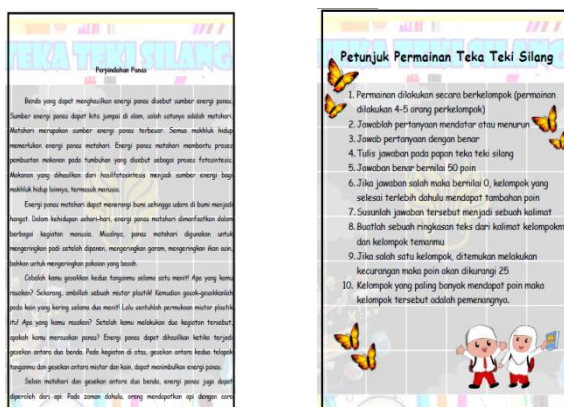 TEKA TEKI SILANG
Perpindahan Panas
Benda yang dapat menghasilkan energi panas disebut sumber energi panas.
Sumber energi panas dapat kita jumpai di alam, salah satunya adalah matahari.
Matahari merupakan sumber energi panas terbesar. Semua makhluk hidup
memerlukan energi panas matahari. Energi panas matahari membantu proses
pembuatan makanan pada tumbuhan yang disebut sebagai proses fotosintesis.
Makanan yang dihasilkan dari hasilfotosintesis menjadi sumber energi bagi
makhluk hidup lainnya, termasuk manusia.
Energi panas matahari dapat menerangi bumi sehingga udara di bumi menjadi
hangat. Dalam kehidupan sehari-hari, energi panas matahari dimanfaatkan dalam
berbagai kegiatan manusia. Misalnya, panas matahari digunakan untuk
mengeringkan padi setelah dipanen, mengeringkan garam, mengeringkan ikan asin,
bahkan untuk mengeringkan pakaian yang basah.
Cobalah kamu gosokkan kedua tanganmu selama satu menit! Apa yang kamu
rasakan? Sekarang, ambillah sebuah mistar plastik! Kemudian gosok-gosokkanlah
pada kain yang kering selama dua menit! Lalu sentuhlah permukaan mistar plastik
itu! Apa yang kamu rasakan? Setelah kamu melakukan dua kegiatan tersebut,
apakah kamu merasakan panas? Energi panas dapat dihasilkan ketika terjadi
gesekan antara dua benda. Pada kegiatan di atas, gesekan antara kedua telapak
tanganmu dan gesekan antara mistar dan kain, dapat menimbulkan energi panas.
Selain matahari dan gesekan antara dua benda, energi panas juga dapat
diperoleh dari api. Pada zaman dahulu, orang mendapatkan api dengan cara
Petunjuk Permainan Teka Teki Silang
1. Permainan dilakukan secara berkelompok (permainan
dilakukan 4-5 orang perkelompok)
2. Jawablah pertanyaan mendatar atau menurun
3. Jawab pertanyaan dengan benar
4. Tulis jawaban pada papan teka teki silang
5. Jawaban benar bernilai 50 poin
6. Jika jawaban salah maka bernilai 0, kelompok yang
selesai terlebih dahulu mendapat tambahan poin
7. Susunlah jawaban tersebut menjadi sebuah kalimat
8. Buatlah sebuah ringkasan teks dari kalimat kelompokm
dan kelompok temanmu
9. Jika salah satu kelompok, ditemukan melakukan
kecurangan maka poin akan dikurangi 25
10. Kelompok yang paling banyak mendapat poin maka
kelompok tersebut adalah pemenangnya.